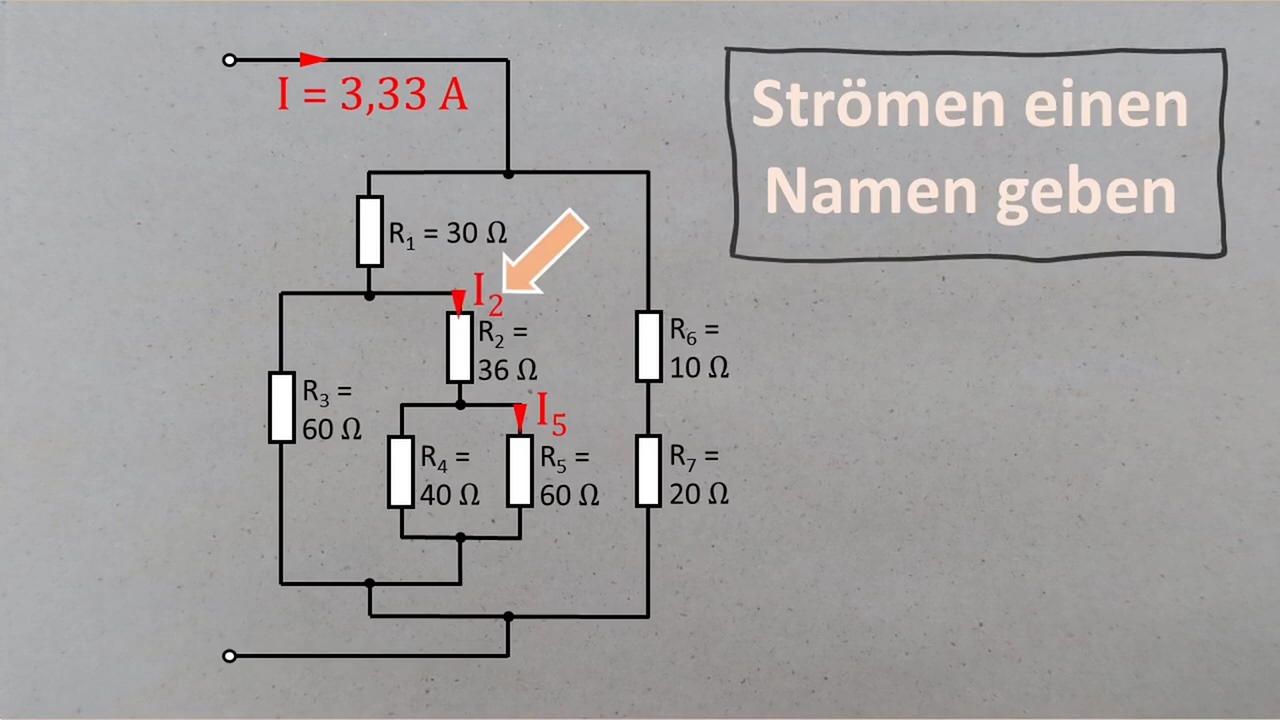 I = 3,33 A
Strömen einen
Namen geben
R₁ = 30 Ω
I₂
R₂ =
36 Ω
R₆ =
10 Ω
R₃ =
60 Ω
I₅
R₄ =
40 Ω
R₅ =
60 Ω
R₇ =
20 Ω